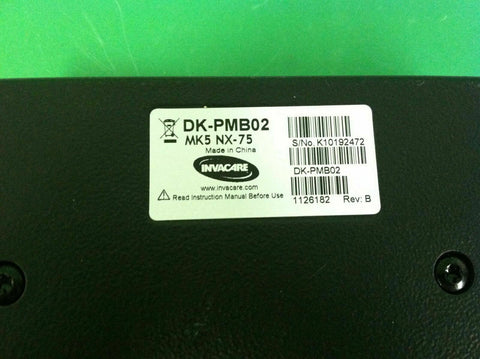 DK-PMB02
MK5 NX-75
Made in China
INVACARE
www.invacare.com
Read Instruction Manual Before Use
S/No. K10192472
DK-PMB02
1126182 Rev: B